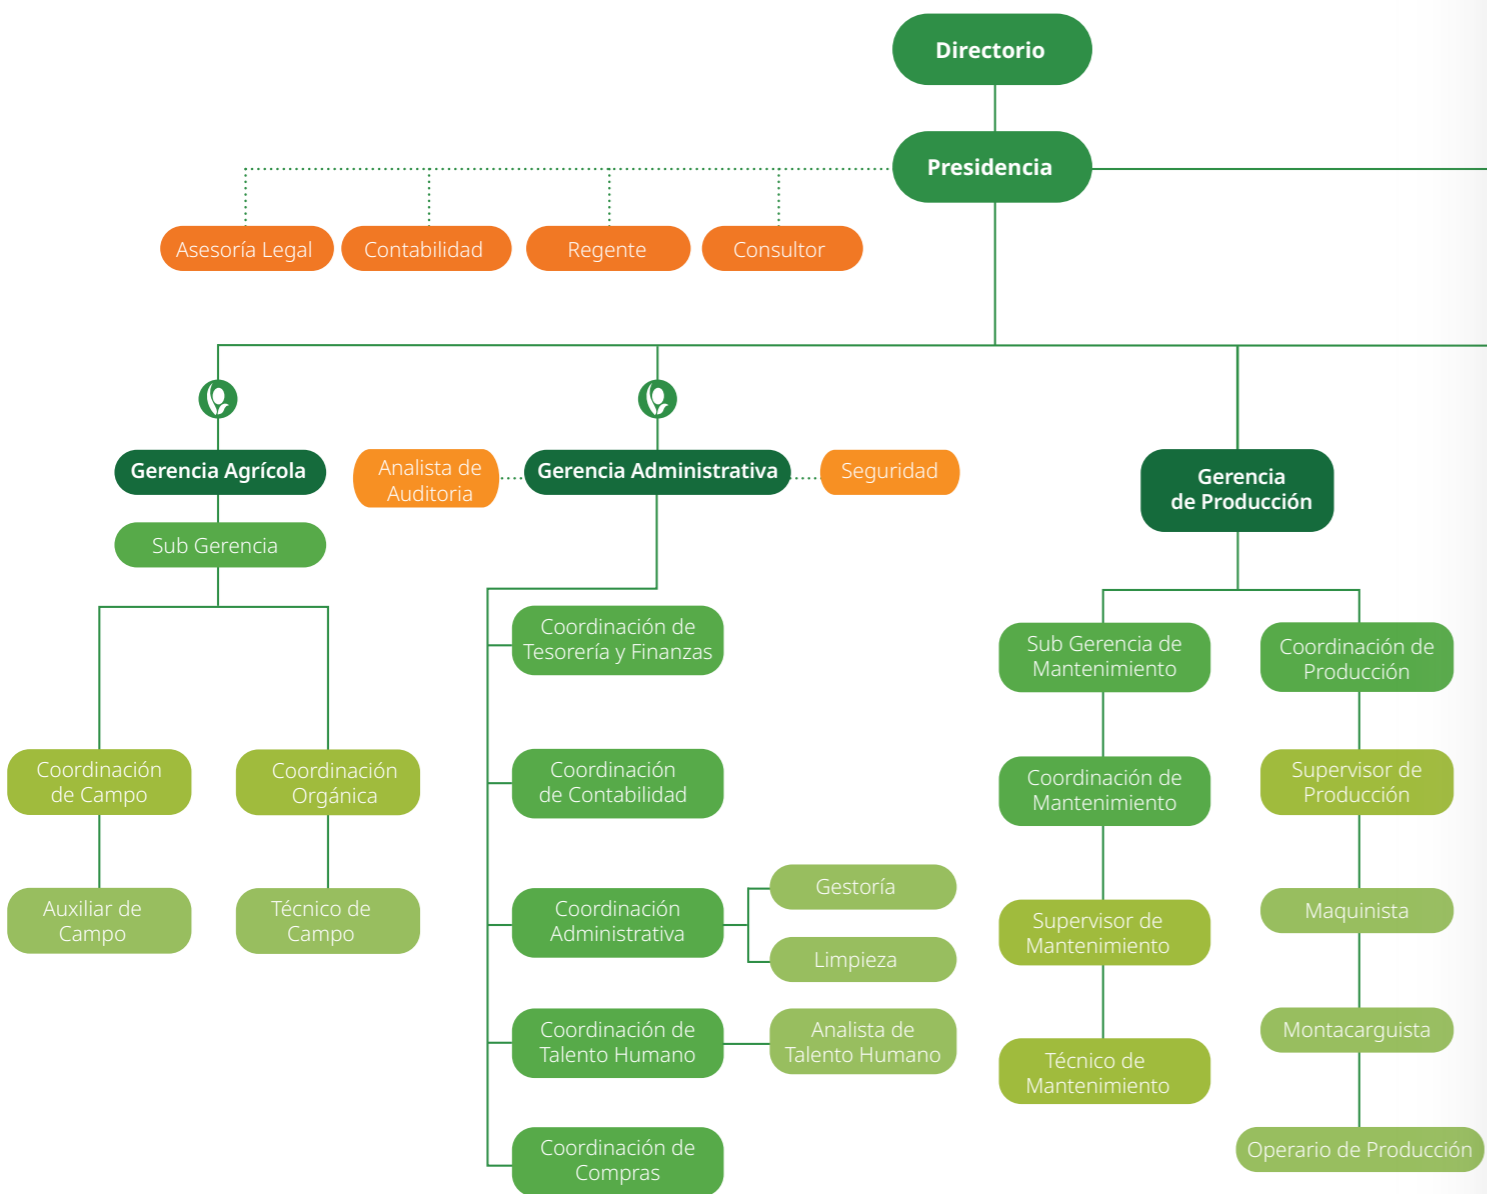 Directorio
Presidencia
Asesoría Legal
Contabilidad
Regente
Consultor
Gerencia Agrícola
Sub Gerencia
Coordinación
de Campo
Auxiliar de
Campo
Coordinación
Orgánica
Técnico de
Campo
Analista de
Auditoria
Gerencia Administrativa
Seguridad
Coordinación de
Tesorería y Finanzas
Coordinación
de Contabilidad
Coordinación
Administrativa
Gestoría
Limpieza
Coordinación de
Talento Humano
Analista de
Talento Humano
Coordinación de
Compras
Gerencia
de Producción
Sub Gerencia de
Mantenimiento
Coordinación de
Mantenimiento
Supervisor de
Mantenimiento
Técnico de
Mantenimiento
Coordinación de
Producción
Supervisor de
Producción
Maquinista
Montacarguista
Operario de Producción